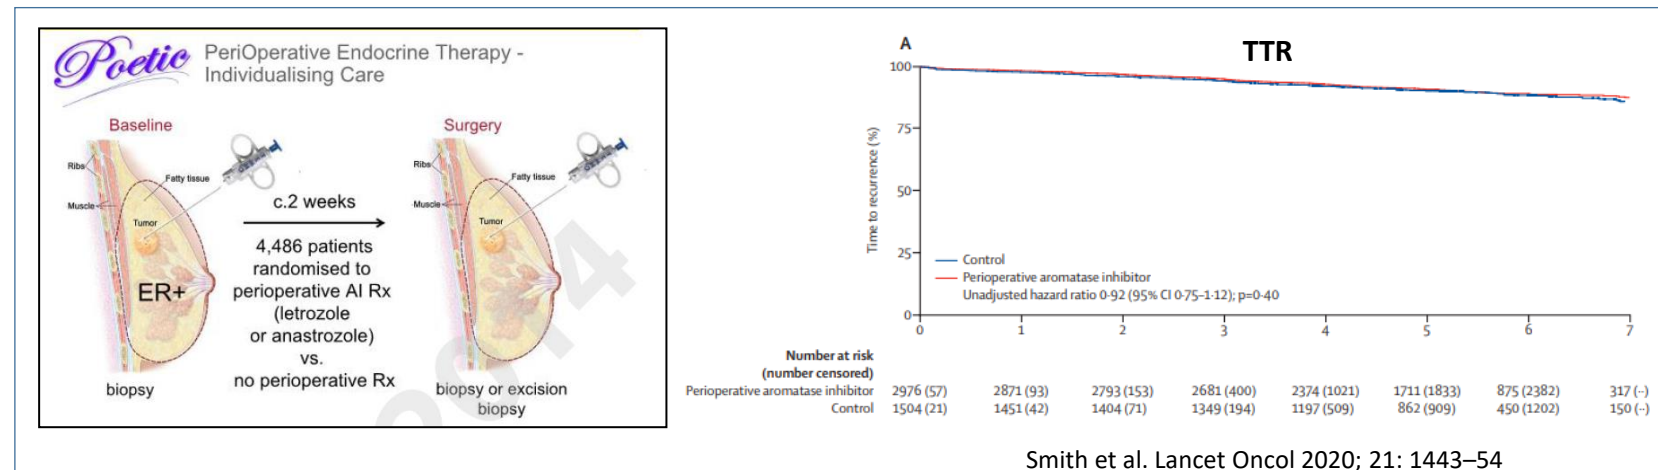 Poetic
PeriOperative Endocrine Therapy -
Individualising Care
Baseline
Surgery
Ribs
Fatty tissue
Muscle
Tumor
ER+
biopsy
c.2 weeks
4,486 patients
randomised to
perioperative AI Rx
(letrozole
or anastrozole)
vs.
no perioperative Rx
Ribs
Fatty tissue
Muscle
Tumor
biopsy or excision
biopsy
2014
A
TTR
Time to recurrence (%)
100
75
50
25
0
Control
Perioperative aromatase inhibitor
Unadjusted hazard ratio 0·92 (95% CI 0·75–1·12); p=0·40
0 1 2 3 4 5 6 7
Number at risk
(number censored)
Perioperative aromatase inhibitor 2976 (57) 2871 (93) 2793 (153) 2681 (400) 2374 (1021) 1711 (1833) 875 (2382) 317 (··)
Control 1504 (21) 1451 (42) 1404 (71) 1349 (194) 1197 (509) 862 (909) 450 (1202) 150 (··)
Smith et al. Lancet Oncol 2020; 21: 1443–54